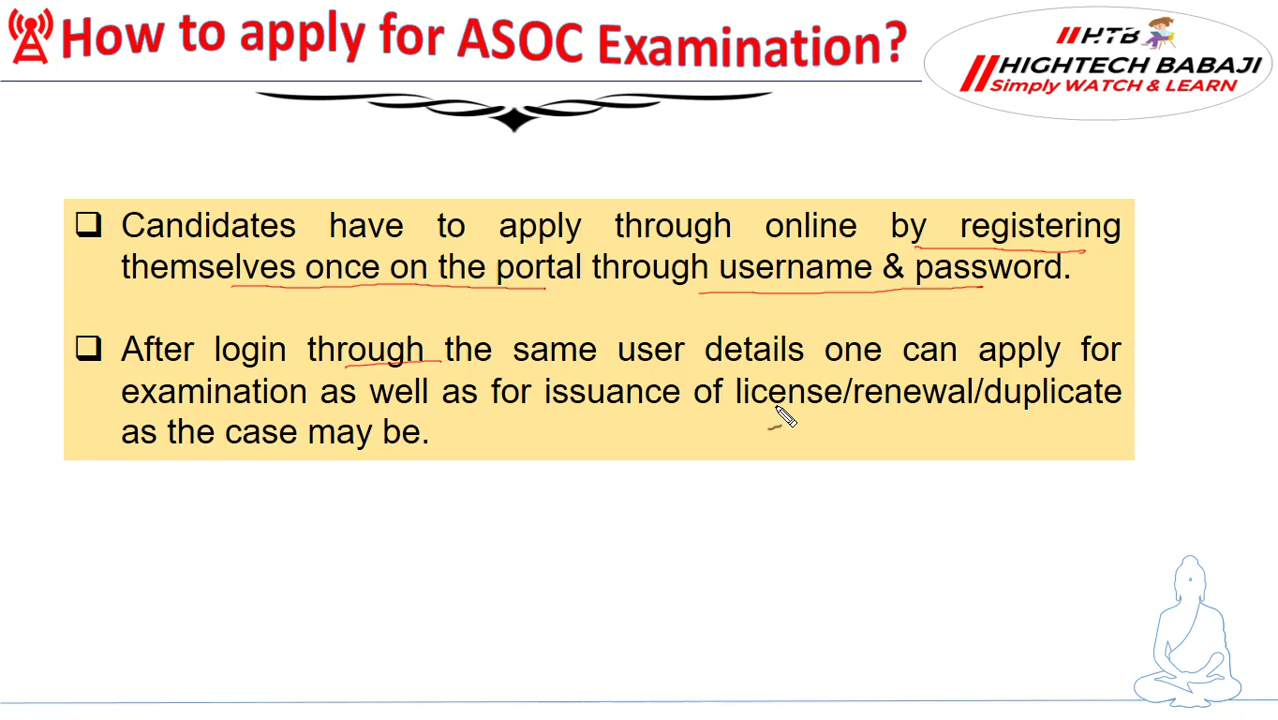 How to apply for ASOC Examination?
HTB
HIGHTECH BABAJI
Simply WATCH & LEARN
Candidates have to apply through online by registering
themselves once on the portal through username & password.
After login through the same user details one can apply for
examination as well as for issuance of license/renewal/duplicate
as the case may be.